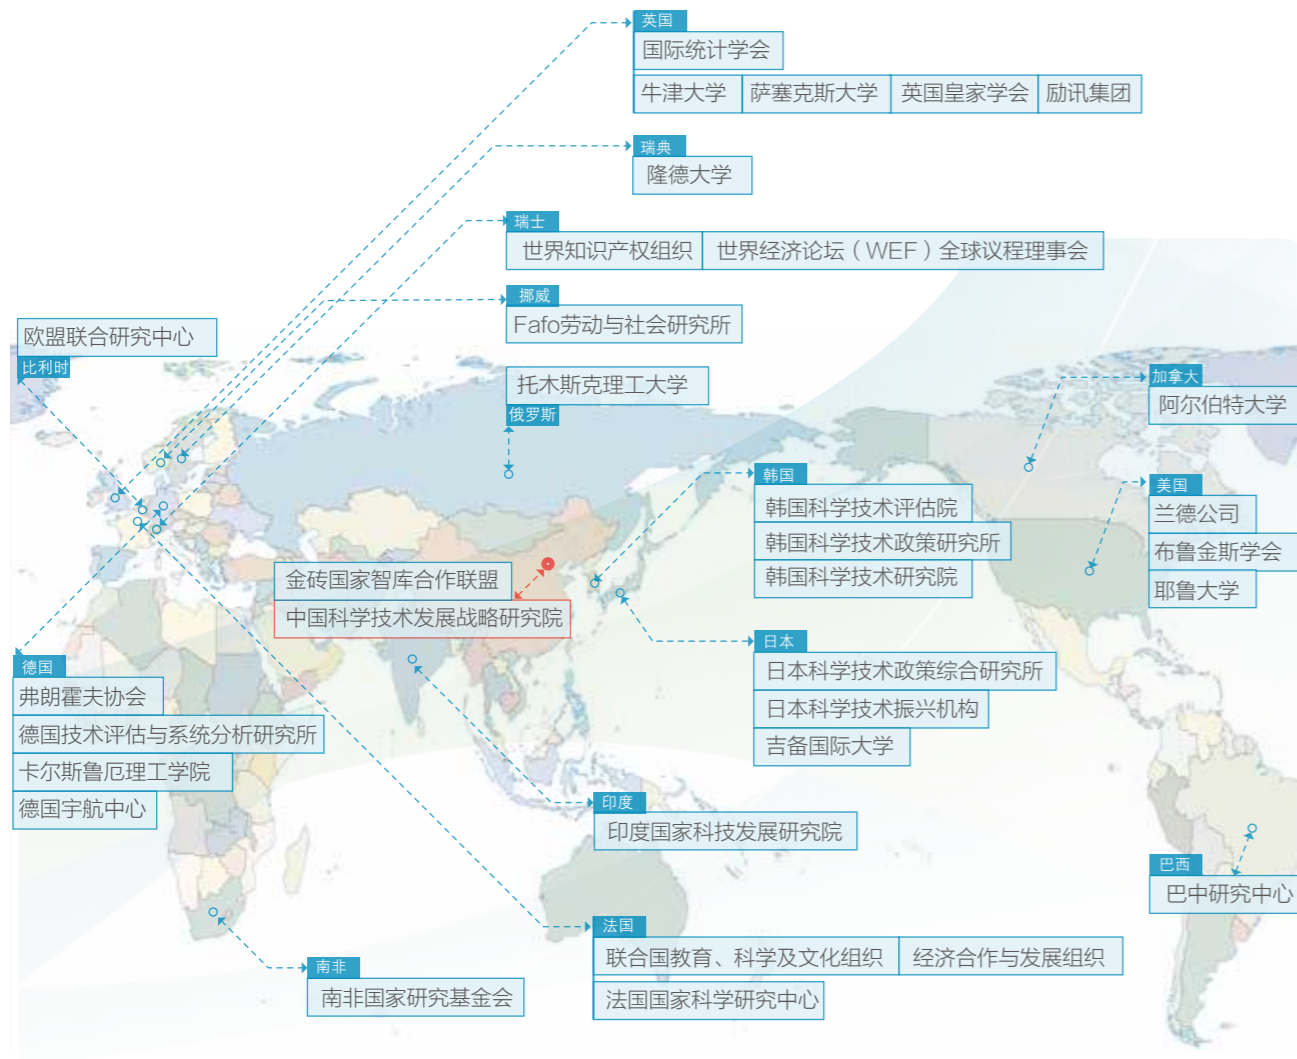 英国
国际统计学会
牛津大学 萨塞克斯大学 英国皇家学会 励讯集团
瑞典
隆德大学
瑞士
世界知识产权组织 世界经济论坛（WEF）全球议程理事会
挪威
Fafo劳动与社会研究所
欧盟联合研究中心
比利时
托木斯克理工大学
俄罗斯
加拿大
阿尔伯特大学
韩国
韩国科学技术评估院
韩国科学技术政策研究所
韩国科学技术研究院
美国
兰德公司
布鲁金斯学会
耶鲁大学
金砖国家智库合作联盟
中国科学技术发展战略研究院
日本
日本科学技术政策综合研究所
日本科学技术振兴机构
吉备国际大学
德国
弗朗霍夫协会
德国技术评估与系统分析研究所
卡尔斯鲁厄理工学院
德国宇航中心
印度
印度国家科技发展研究院
巴西
巴中研究中心
法国
联合国教育、科学及文化组织 经济合作与发展组织
法国国家科学研究中心
南非
南非国家研究基金会